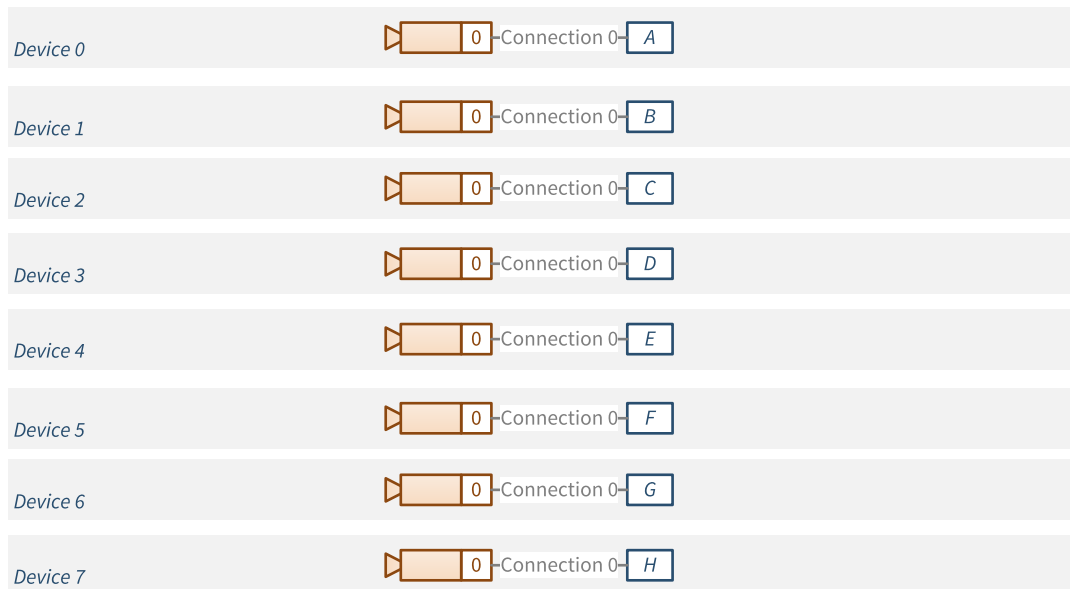 Device 0 0 Connection 0 A
Device 1 0 Connection 0 B
Device 2 0 Connection 0 C
Device 3 0 Connection 0 D
Device 4 0 Connection 0 E
Device 5 0 Connection 0 F
Device 6 0 Connection 0 G
Device 7 0 Connection 0 H